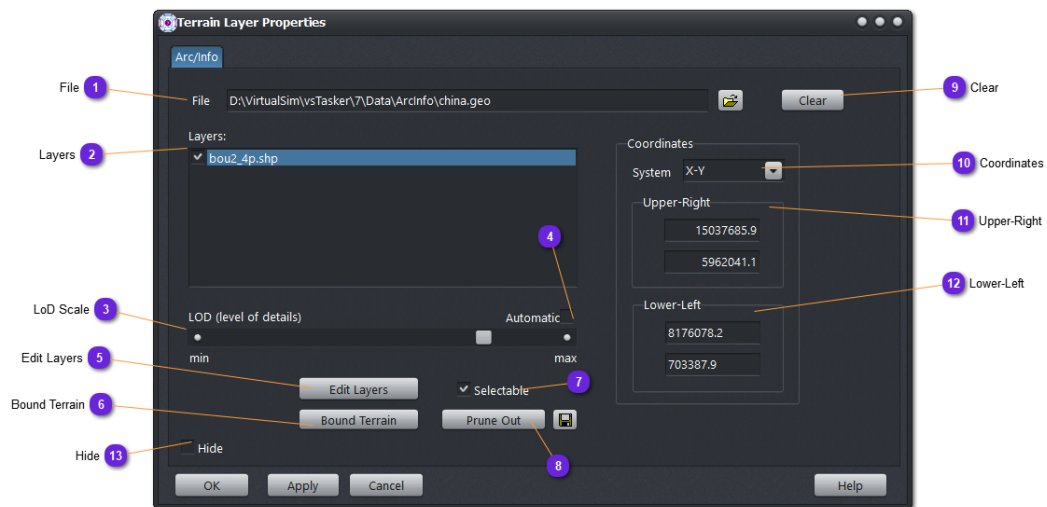 Terrain Layer Properties
Arc/Info
File 1
File D:\VirtualSim\vsTasker\7\Data\ArcInfo\china.geo
Clear
9 Clear
Layers:
Layers 2
bou2_4p.shp
Coordinates
System X-Y
10 Coordinates
Upper-Right
11 Upper-Right
15037685.9
5962041.1
4
12 Lower-Left
Lower-Left
LoD Scale 3
LOD (level of details)
Automatic
8176078.2
min
max
703387.9
Edit Layers 5
Edit Layers
Selectable
7
Bound Terrain 6
Bound Terrain
Prune Out
Hide 13
Hide
8
OK
Apply
Cancel
Help